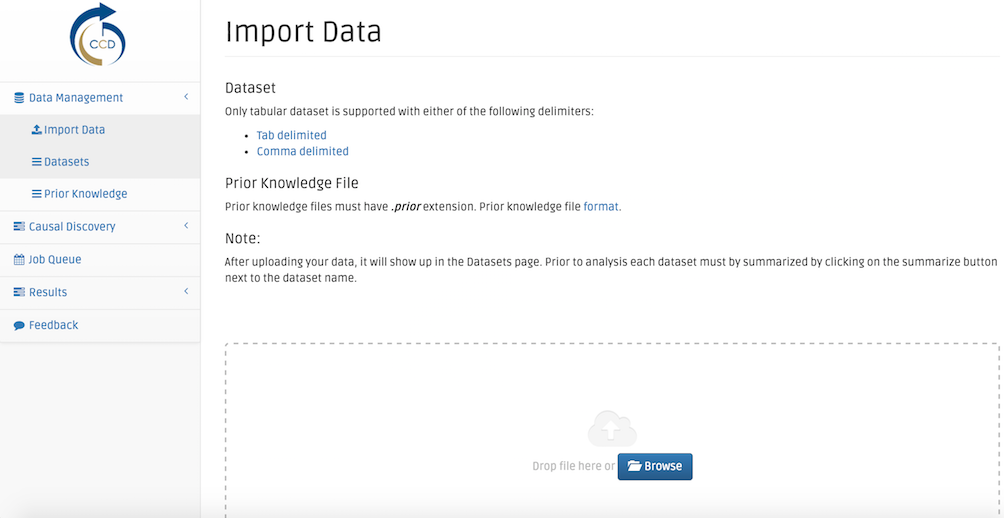 CCD
Data Management
Import Data
Datasets
Prior Knowledge
Causal Discovery
Job Queue
Results
Feedback
Import Data
Dataset
Only tabular dataset is supported with either of the following delimiters:
• Tab delimited
• Comma delimited
Prior Knowledge File
Prior knowledge files must have .prior extension. Prior knowledge file format.
Note:
After uploading your data, it will show up in the Datasets page. Prior to analysis each dataset must by summarized by clicking on the summarize button
next to the dataset name.
Drop file here or Browse